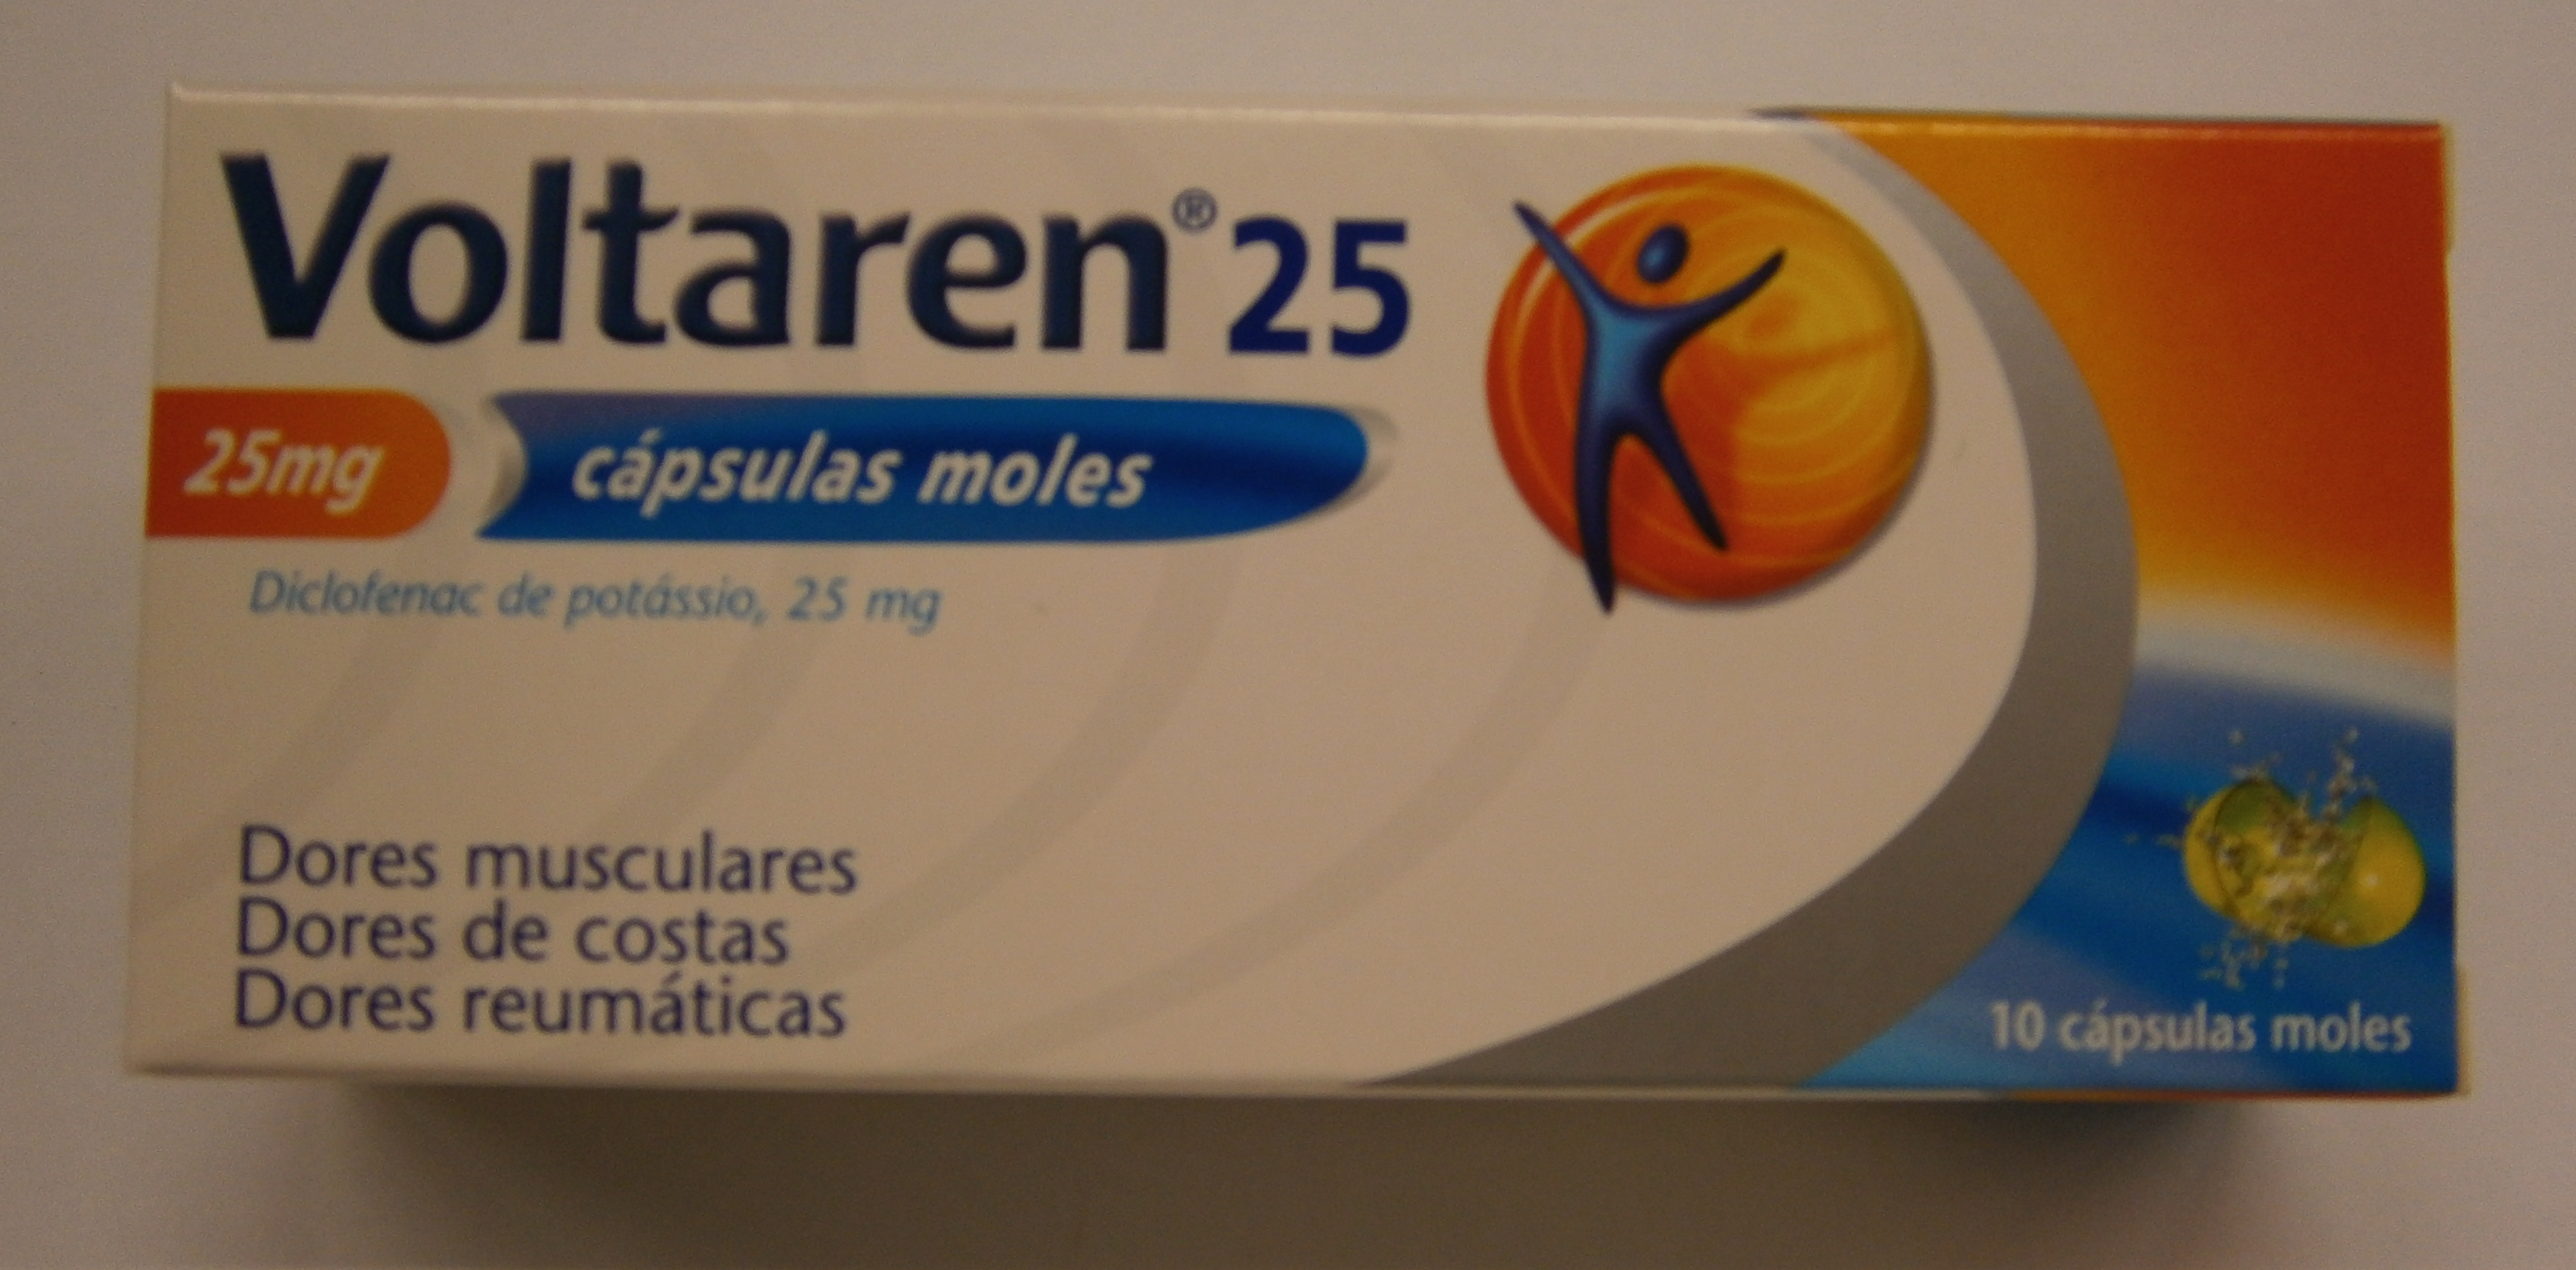 Voltaren® 25
25mg cápsulas moles
Diclofenac de potássio, 25 mg
Dores musculares
Dores de costas
Dores reumáticas
10 cápsulas moles